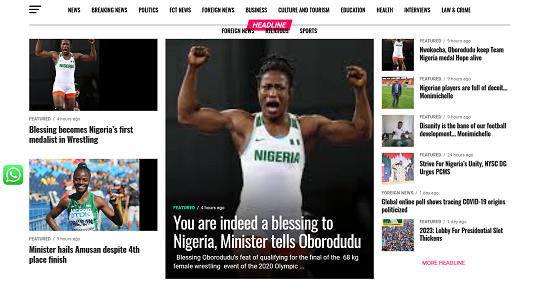 NEWS BREAKING NEWS POLITICS FCT NEWS FOREIGN NEWS BUSINESS CULTURE AND TOURISM EDUCATION HEALTH INTERVIEWS LAW & CRIME
HEADLINE
FOREIGN NEWS RELIGIOUS SPORTS
NIGERIA
FEATURED / 4 hours ago
Blessing becomes Nigeria's first
medalist in Wrestling
FEATURED / 9 hours ago
Minister hails Amusan despite 4th
place finish
NIGERIA
FEATURED / 4 hours ago
You are indeed a blessing to
Nigeria, Minister tells Oborodudu
Blessing Oborodudu's feat of qualifying for the final of the 68 kg
female wrestling event of the 2020 Olympic ...
FEATURED / 9 hours ago
Nwokocha, Oborodudu keep Team
Nigeria medal Hope alive
FEATURED / 9 hours ago
Nigerian players are full of deceit...
Monimichelle
FEATURED / 9 hours ago
Disunity is the bane of our football
development... Monimichelle
FEATURED / 24 hours ago
Strive For Nigeria's Unity, NYSC DG
Urges PCMS
FOREIGN NEWS / 1 day ago
Global online poll shows tracing COVID-19 origins
politicized
FEATURED / 1 day ago
2023: Lobby For Presidential Slot
Thickens
MORE HEADLINE